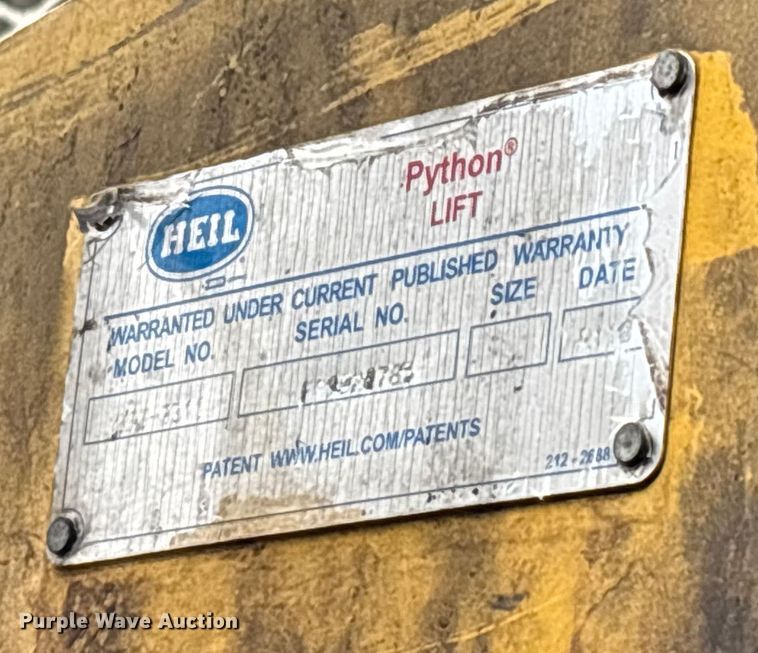 HEIL
Python®
LIFT
WARRANTED UNDER CURRENT PUBLISHED WARRANTY
MODEL NO. SERIAL NO. SIZE DATE
PATENT WWW.HEIL.COM/PATENTS
212-2688
Purple Wave Auction